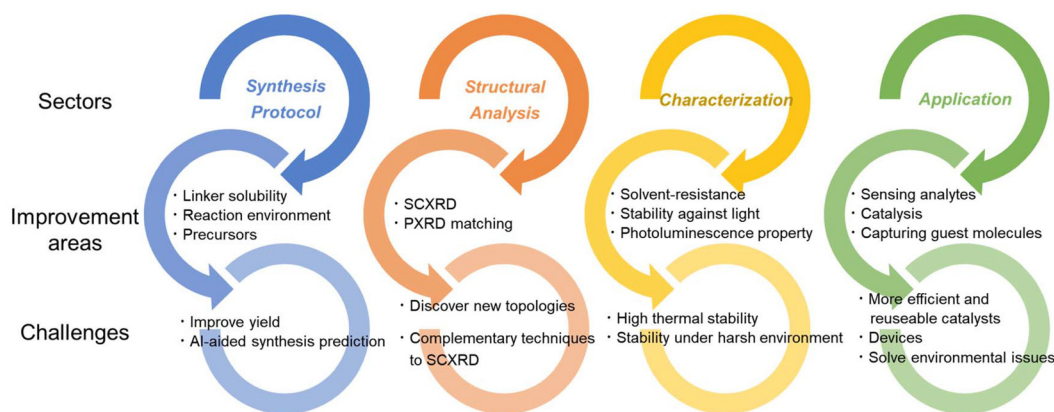 Sectors
Synthesis
Protocol
Structural
Analysis
Characterization
Application
Improvement
areas
・Linker solubility
・Reaction environment
・Precursors
・SCXRD
・PXRD matching
・Solvent-resistance
・Stability against light
・Photoluminescence property
・Sensing analytes
・Catalysis
・Capturing guest molecules
Challenges
・Improve yield
・AI-aided synthesis prediction
・Discover new topologies
・Complementary techniques
to SCXRD
・High thermal stability
・Stability under harsh environment
・More efficient and
reuseable catalysts
・Devices
・Solve environmental issues